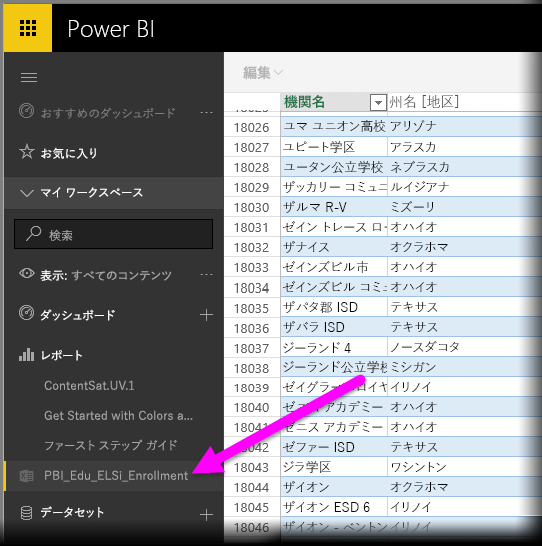 Power BI
おすすめのダッシュボード ...
お気に入り
マイ ワークスペース
検索
表示: すべてのコンテンツ ...
ダッシュボード +
レポート
ContentSat.UV.1
Get Started with Colors a...
ファースト ステップ ガイド
PBI_Edu_ELSi_Enrollment
データセット +
編集
機関名 州名 [地区]
18026 ユマ ユニオン高校 アリゾナ
18027 ユピート学区 アラスカ
18028 ユータン公立学校 ネブラスカ
18029 ザッカリー コミュニ ルイジアナ
18030 ザルマ R-V ミズーリ
18031 ゼイン トレース ロー オハイオ
18032 ザナイス オクラホマ
18033 ゼインズビル市 オハイオ
18034 ゼインズビル コミュ オハイオ
18035 ザパタ郡 ISD テキサス
18036 ザバラ ISD テキサス
18037 ジーランド 4 ノースダコタ
18038 ジーランド公立学校 ミシガン
18039 イリノイ
18040 アカデミー オハイオ
18041 ゼニス アカデミー オハイオ
18042 ゼファー ISD テキサス
18043 ジラ学区 ワシントン
18044 ザイオン オクラホマ
18045 ザイオン ESD 6 イリノイ
18046 ザイオン - ベントン イリノイ